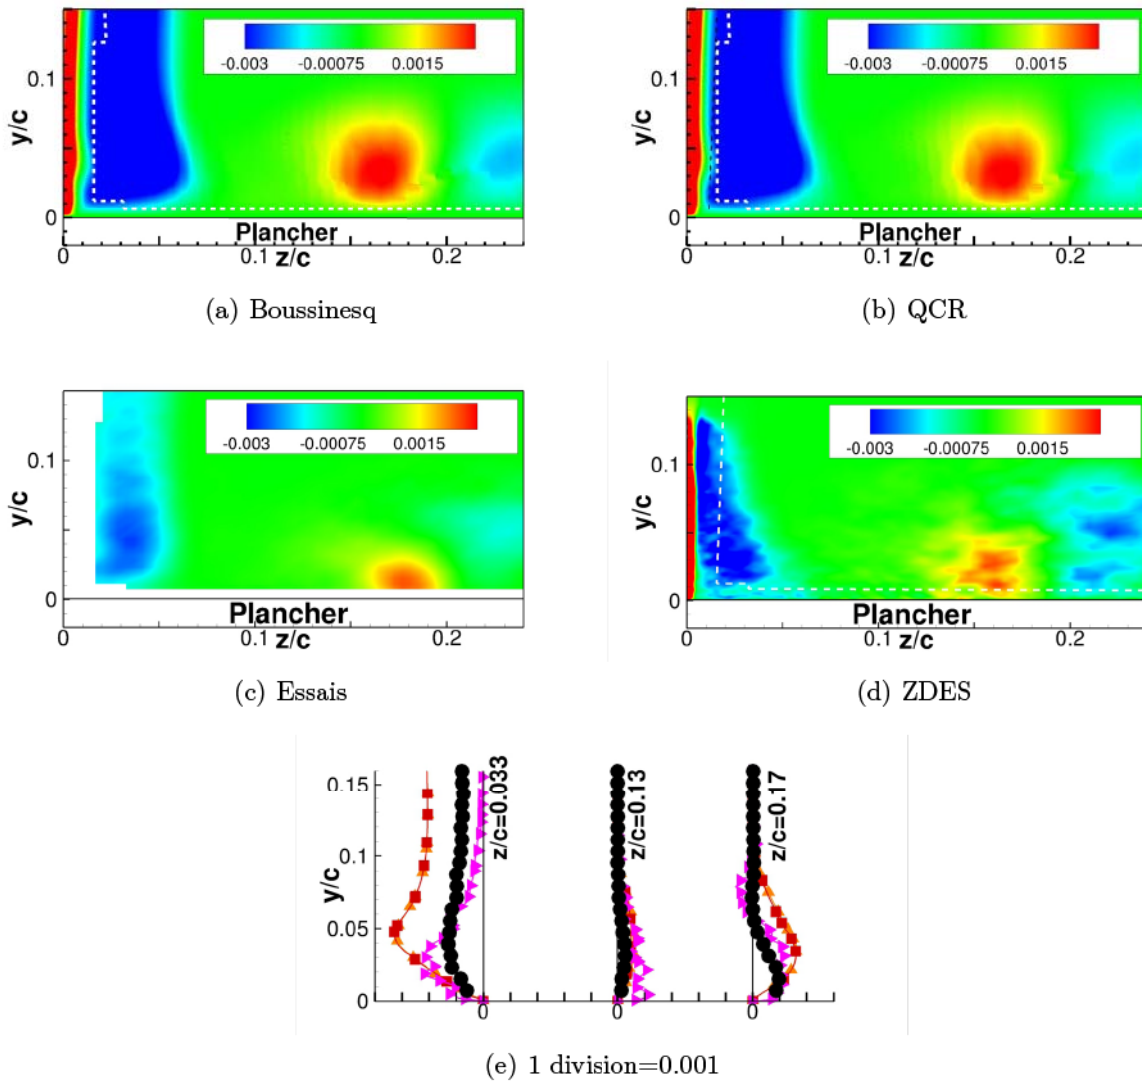 -0.003 -0.00075 0.0015
y/c
0.1
0
Plancher
0 0.1 0.2
z/c
(a) Boussinesq
-0.003 -0.00075 0.0015
y/c
0.1
0
Plancher
0 0.1 0.2
z/c
(b) QCR
-0.003 -0.00075 0.0015
y/c
0.1
0
Plancher
0 0.1 0.2
z/c
(c) Essais
-0.003 -0.00075 0.0015
y/c
0.1
0
Plancher
0 0.1 0.2
z/c
(d) ZDES
y/c
0.15
0.1
0.05
0
z/c=0.033
z/c=0.13
z/c=0.17
0 0 0
(e) 1 division=0.001